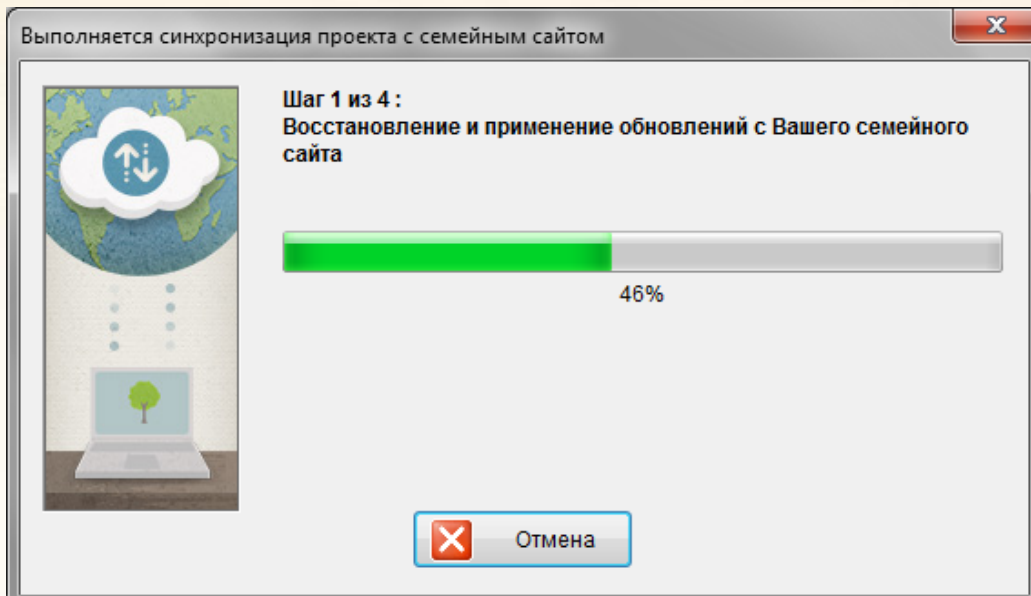 Выполняется синхронизация проекта с семейным сайтом
Шаг 1 из 4 :
Восстановление и применение обновлений с Вашего семейного
сайта
46%
Отмена